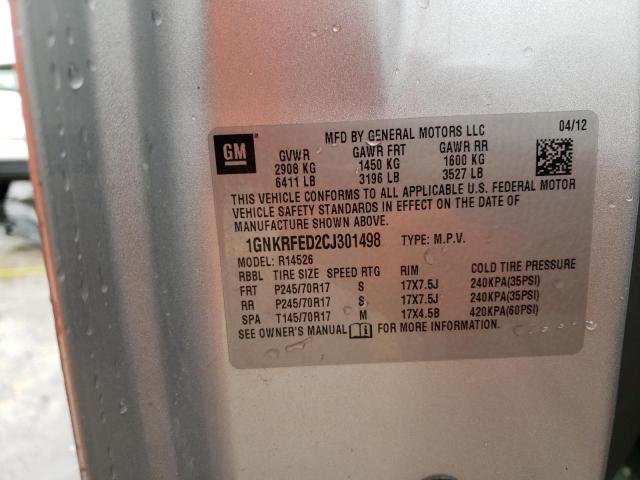 GM
MFD BY GENERAL MOTORS LLC 04/12
GVWR GAWR FRT GAWR RR
2908 KG 1450 KG 1600 KG
6411 LB 3196 LB 3527 LB
THIS VEHICLE CONFORMS TO ALL APPLICABLE U.S. FEDERAL MOTOR
VEHICLE SAFETY STANDARDS IN EFFECT ON THE DATE OF
MANUFACTURE SHOWN ABOVE.
1GNKRFED2CJ301498 TYPE: M.P.V.
MODEL: R14526
RBBL TIRE SIZE SPEED RTG RIM COLD TIRE PRESSURE
FRT P245/70R17 S 17X7.5J 240KPA(35PSI)
RR P245/70R17 S 17X7.5J 240KPA(35PSI)
SPA T145/70R17 M 17X4.5B 420KPA(60PSI)
SEE OWNER'S MANUAL FOR MORE INFORMATION.